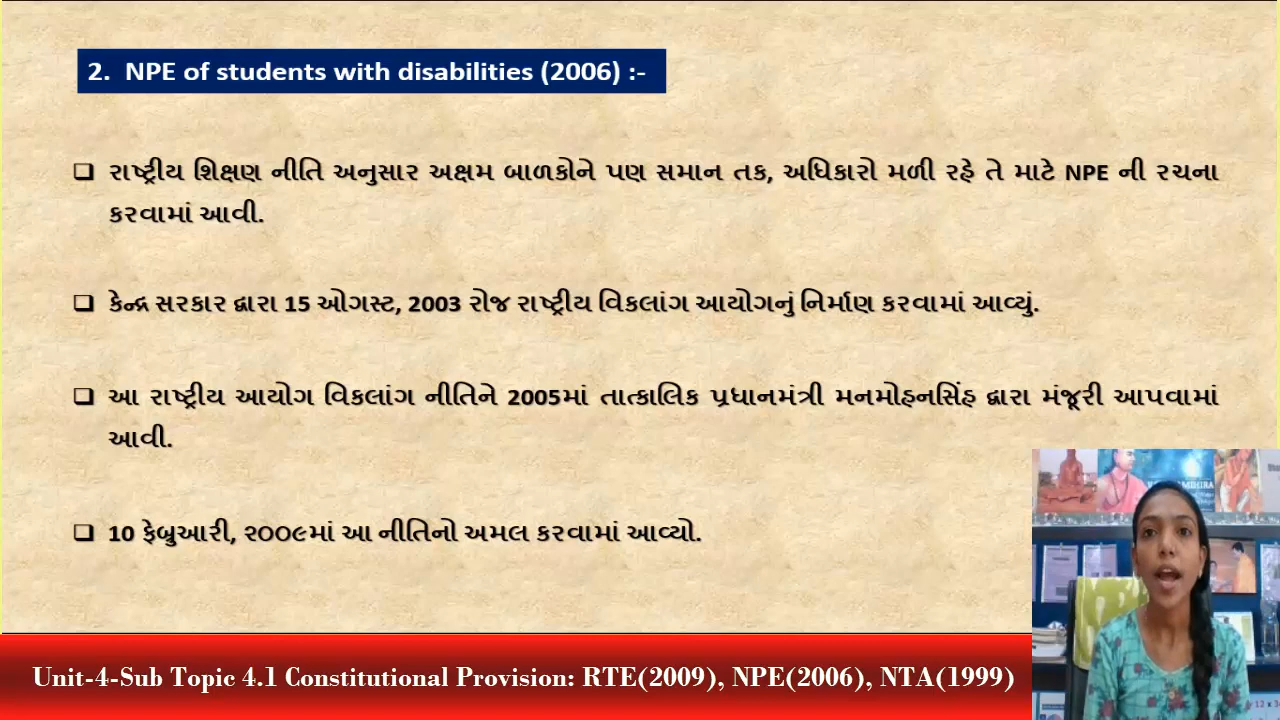 2. NPE of students with disabilities (2006) :-
❑ રાષ્ટ્રીય શિક્ષણ નીતિ અનુસાર અક્ષમ બાળકોને પણ સમાન તક, અધિકારો મળી રહે તે માટે NPE ની રચના
કરવામાં આવી.
❑ કેન્દ્ર સરકાર દ્વારા 15 ઓગસ્ટ, 2003 રોજ રાષ્ટ્રીય વિકલાંગ આયોગનું નિર્માણ કરવામાં આવ્યું.
❑ આ રાષ્ટ્રીય આયોગ વિકલાંગ નીતિને 2005માં તાત્કાલિક પ્રધાનમંત્રી મનમોહનસિંહ દ્વારા મંજૂરી આપવામાં
આવી.
❑ 10 ફેબ્રુઆરી, ૨૦૦૯માં આ નીતિનો અમલ કરવામાં આવ્યો.
Unit-4-Sub Topic 4.1 Constitutional Provision: RTE(2009), NPE(2006), NTA(1999)